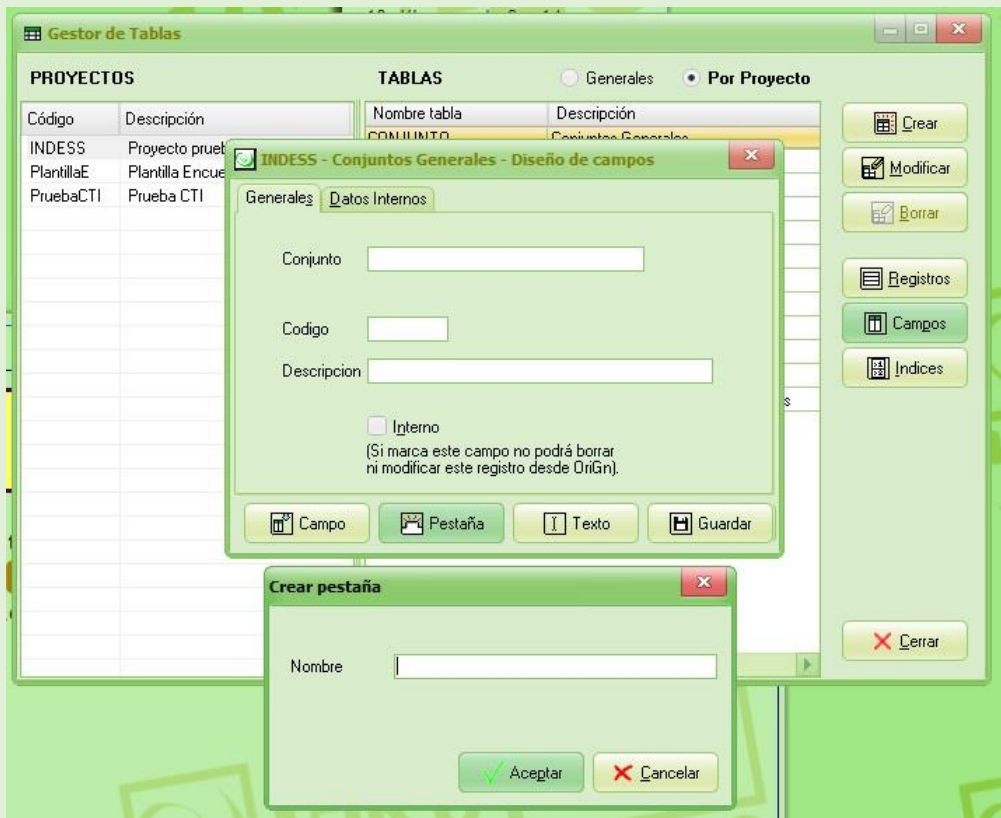 Gestor de Tablas
PROYECTOS
TABLAS
Generales
Por Proyecto
Código Descripción
Nombre tabla Descripción
CONJUNTO Conjuntos Generales
INDESS
PlantillaE
PruebaCTI Prueba CTI
Crear
Modificar
Borrar
Registros
Campos
Indices
Cerrar
INDESS - Conjuntos Generales - Diseño de campos
Generales Datos Internos
Conjunto
Codigo
Descripcion
Interno
(Si marca este campo no podrá borrar
ni modificar este registro desde OriGn).
Campo Pestaña Texto Guardar
Crear pestaña
Nombre
Aceptar Cancelar